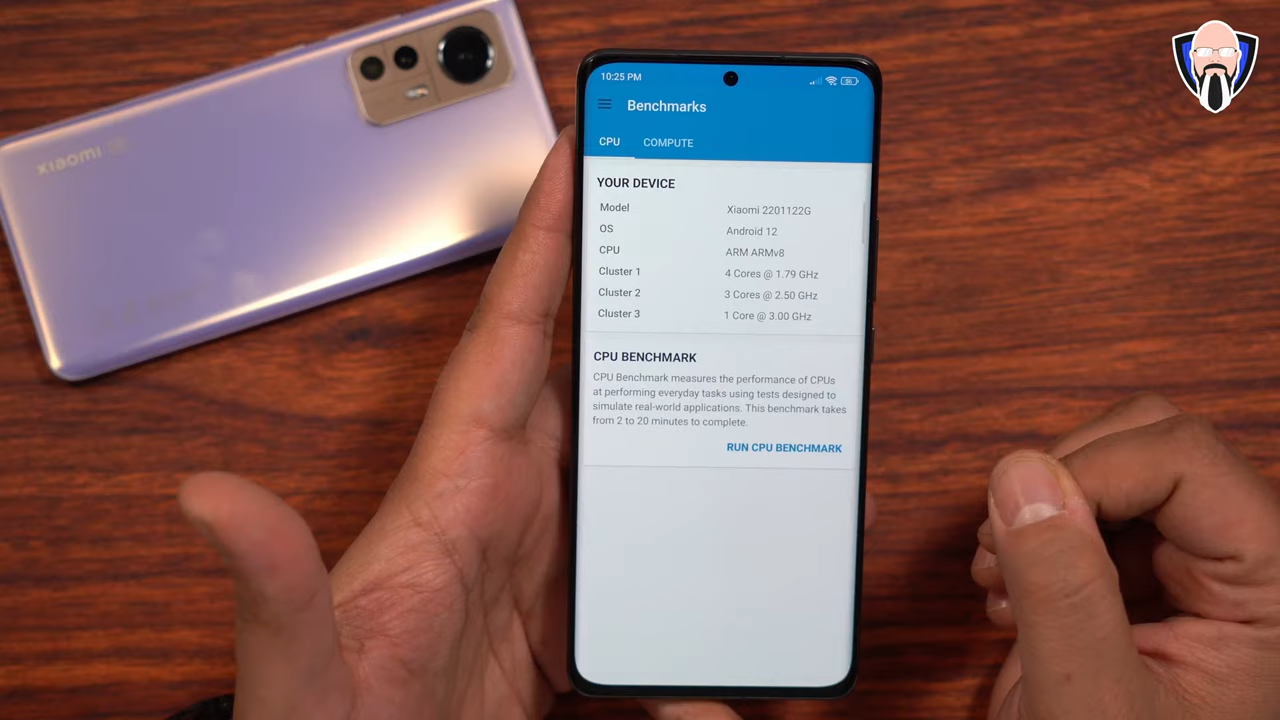 xiaomi
10:25 PM
Benchmarks
CPU COMPUTE
YOUR DEVICE
Model Xiaomi 2201122G
OS Android 12
CPU ARM ARMv8
Cluster 1 4 Cores @ 1.79 GHz
Cluster 2 3 Cores @ 2.50 GHz
Cluster 3 1 Core @ 3.00 GHz
CPU BENCHMARK
CPU Benchmark measures the performance of CPUs
at performing everyday tasks using tests designed to
simulate real-world applications. This benchmark takes
from 2 to 20 minutes to complete.
RUN CPU BENCHMARK